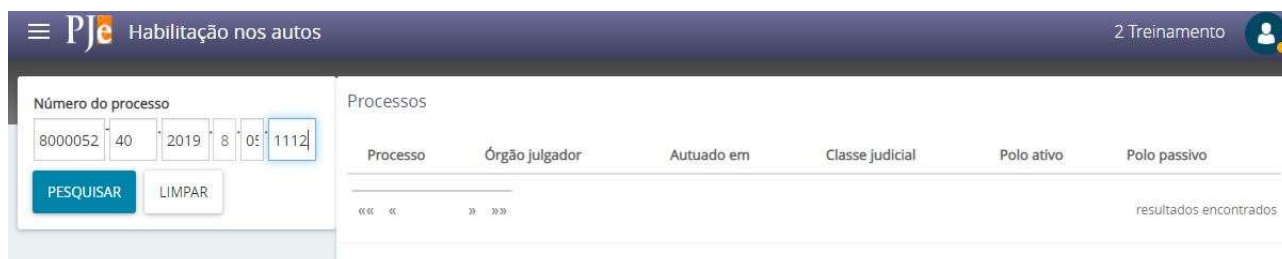 PJe Habilitação nos autos 2 Treinamento
Número do processo
8000052 - 40 . 2019 . 8 . 05 . 1112
PESQUISAR LIMPAR
Processos
Processo Órgão julgador Autuado em Classe judicial Polo ativo Polo passivo
«« « » »» resultados encontrados